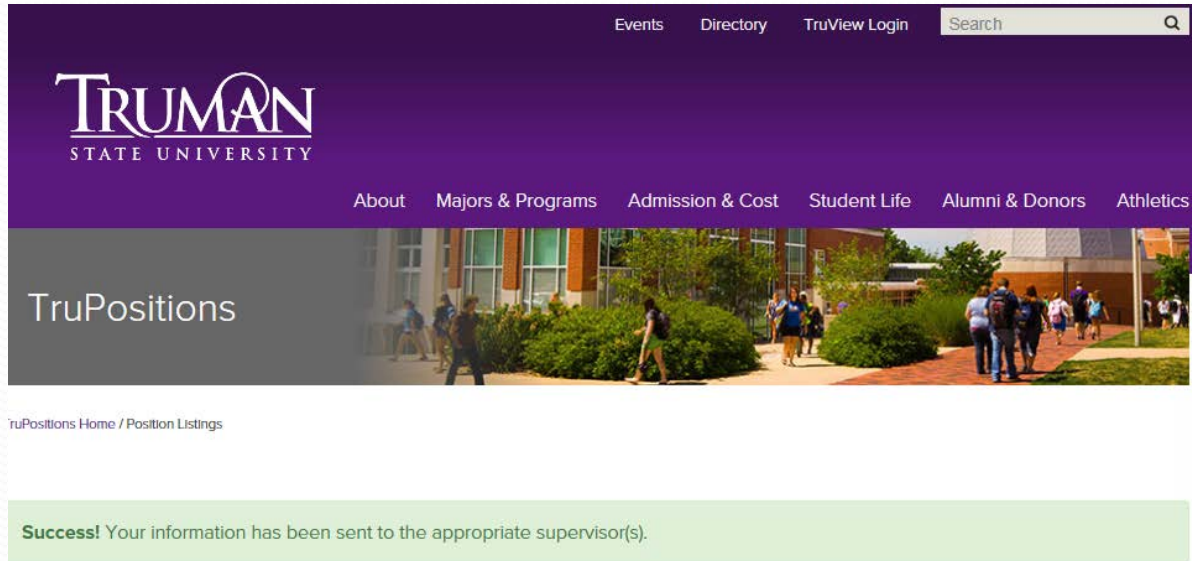 Events Directory TruView Login Search
TRUMAN
STATE UNIVERSITY
About Majors & Programs Admission & Cost Student Life Alumni & Donors Athletics
TruPositions
ruPositions Home / Position Listings
Success! Your information has been sent to the appropriate supervisor(s).